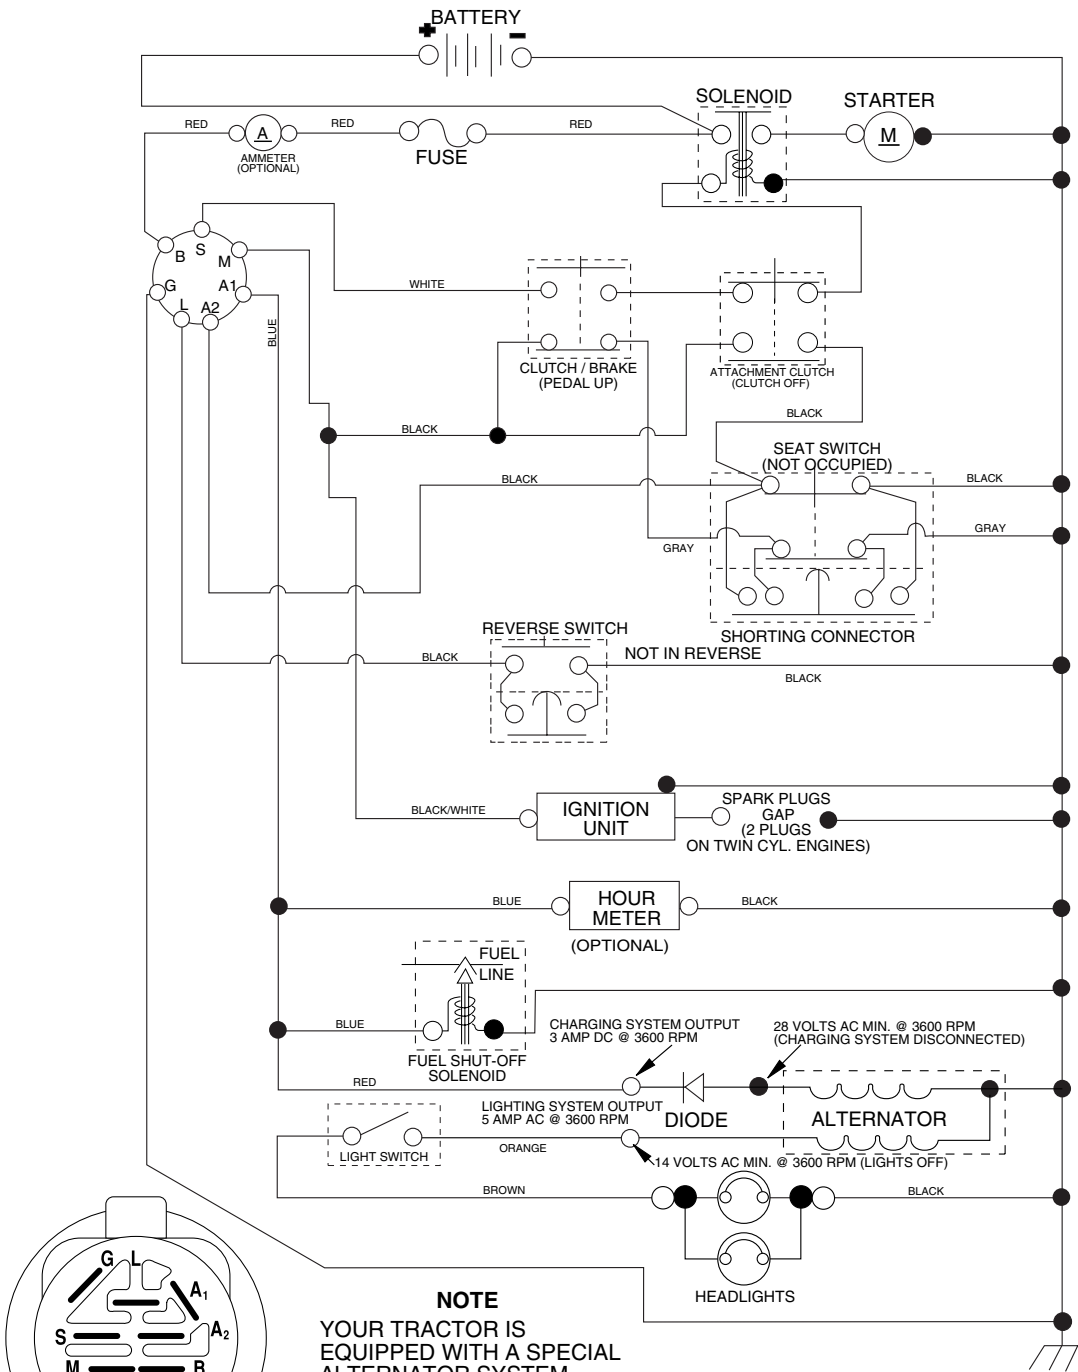 BATTERY
SOLENOID
STARTER
RED
A
RED
RED
M
AMMETER
(OPTIONAL)
FUSE
B
S
M
G
L
A2
A1
BLUE
WHITE
CLUTCH / BRAKE
(PEDAL UP)
ATTACHMENT CLUTCH
(CLUTCH OFF)
BLACK
BLACK
SEAT SWITCH
(NOT OCCUPIED)
BLACK
BLACK
GRAY
GRAY
SHORTING CONNECTOR
REVERSE SWITCH
BLACK
NOT IN REVERSE
BLACK
BLACK/WHITE
IGNITION
UNIT
SPARK PLUGS
GAP
(2 PLUGS
ON TWIN CYL. ENGINES)
BLUE
HOUR
METER
BLACK
(OPTIONAL)
FUEL
LINE
BLUE
FUEL SHUT-OFF
SOLENOID
CHARGING SYSTEM OUTPUT
3 AMP DC @ 3600 RPM
28 VOLTS AC MIN. @ 3600 RPM
(CHARGING SYSTEM DISCONNECTED)
RED
DIODE
ALTERNATOR
LIGHTING SYSTEM OUTPUT
5 AMP AC @ 3600 RPM
LIGHT SWITCH
ORANGE
14 VOLTS AC MIN. @ 3600 RPM (LIGHTS OFF)
BROWN
BLACK
HEADLIGHTS
G
L
A1
A2
S
M
B
NOTE
YOUR TRACTOR IS
EQUIPPED WITH A SPECIAL
ALTERNATOR SYSTEM